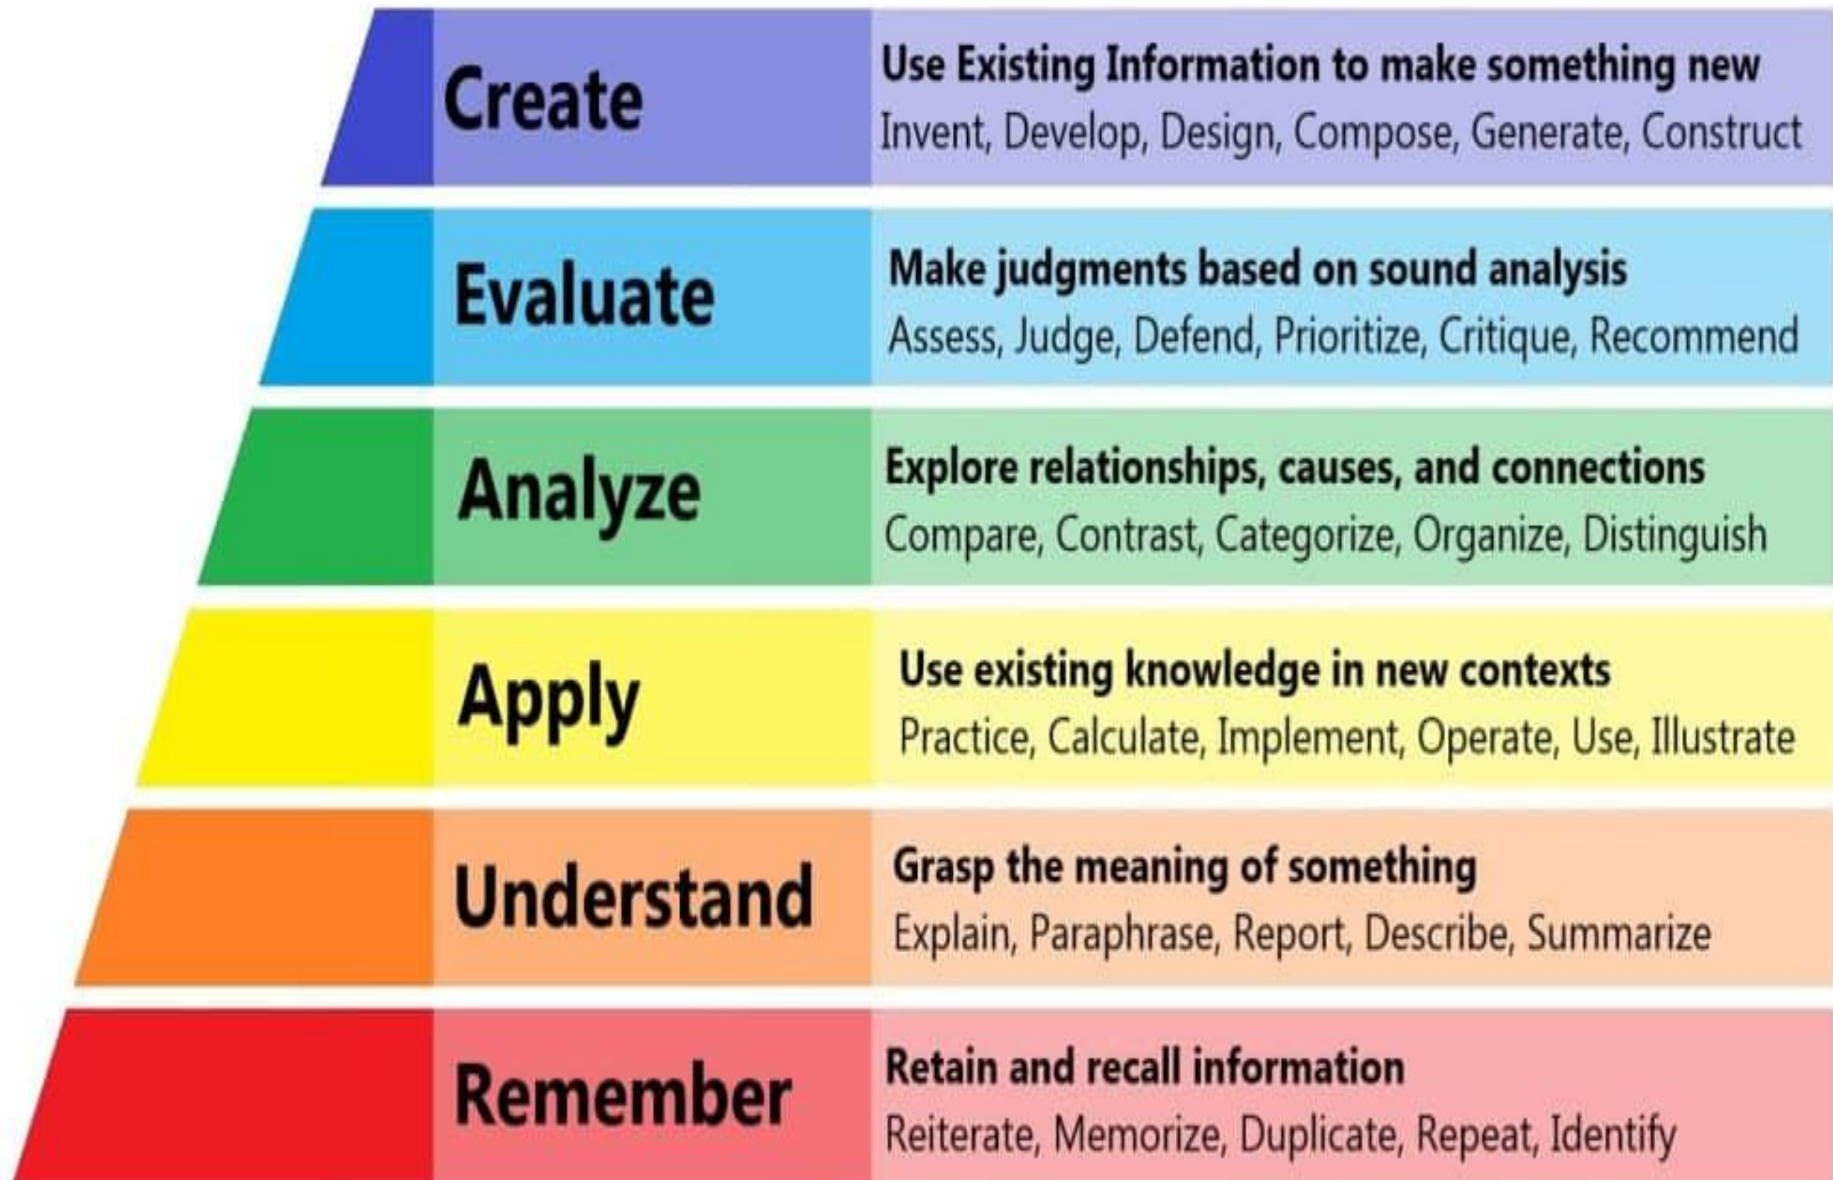 Create
Use Existing Information to make something new
Invent, Develop, Design, Compose, Generate, Construct
Evaluate
Make judgments based on sound analysis
Assess, Judge, Defend, Prioritize, Critique, Recommend
Analyze
Explore relationships, causes, and connections
Compare, Contrast, Categorize, Organize, Distinguish
Apply
Use existing knowledge in new contexts
Practice, Calculate, Implement, Operate, Use, Illustrate
Understand
Grasp the meaning of something
Explain, Paraphrase, Report, Describe, Summarize
Remember
Retain and recall information
Reiterate, Memorize, Duplicate, Repeat, Identify